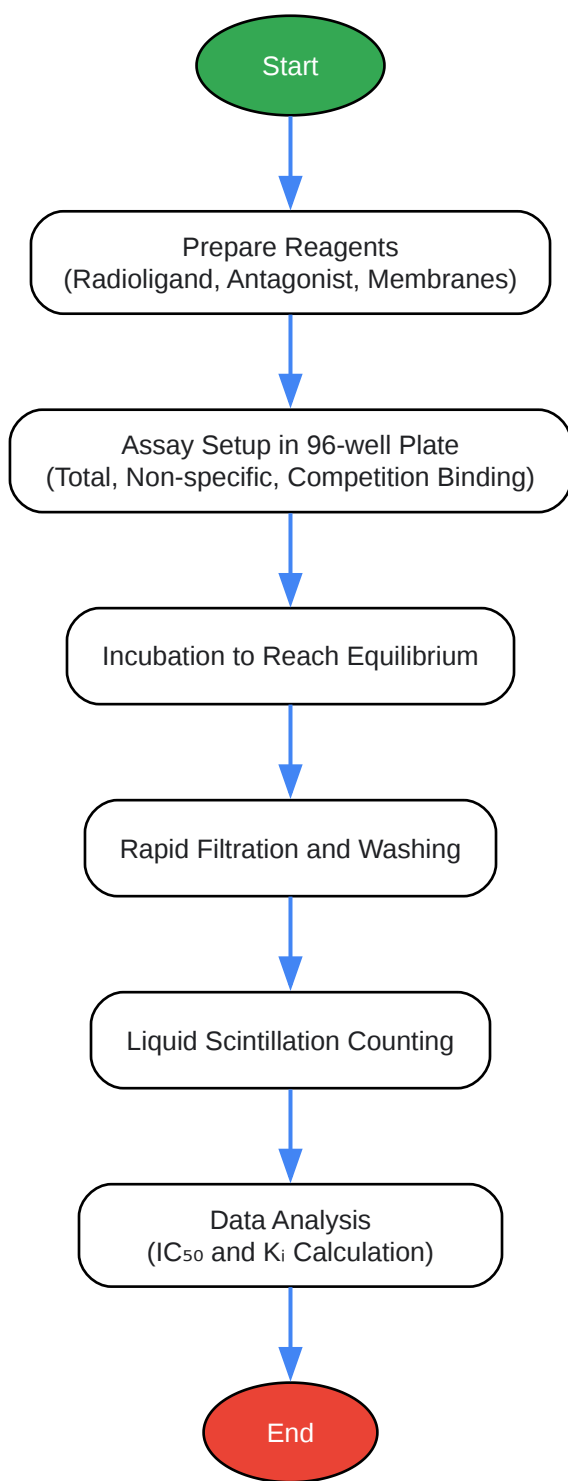 Start
Prepare Reagents
(Radioligand, Antagonist, Membranes)
Assay Setup in 96-well Plate
(Total, Non-specific, Competition Binding)
Incubation to Reach Equilibrium
Rapid Filtration and Washing
Liquid Scintillation Counting
Data Analysis
(IC₅₀ and Kᵢ Calculation)
End